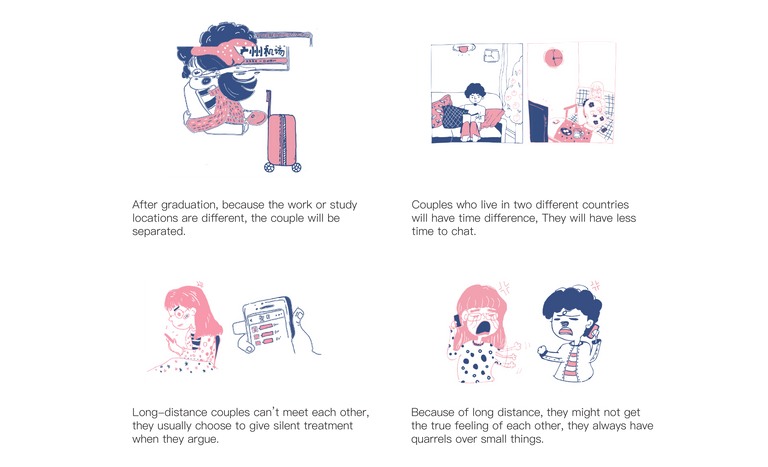 广州机场
After graduation, because the work or study
locations are different, the couple will be
separated.
Couples who live in two different countries
will have time difference, They will have less
time to chat.
Long-distance couples can't meet each other,
they usually choose to give silent treatment
when they argue.
Because of long distance, they might not get
the true feeling of each other, they always have
quarrels over small things.